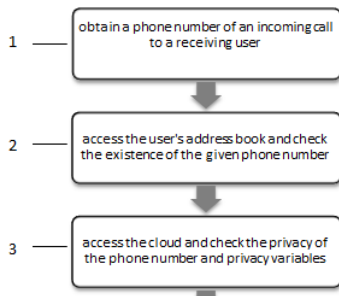 1
obtain a phone number of an incoming call
to a receiving user
2
access the user's address book and check
the existence of the given phone number
3
access the cloud and check the privacy of
the phone number and privacy variables